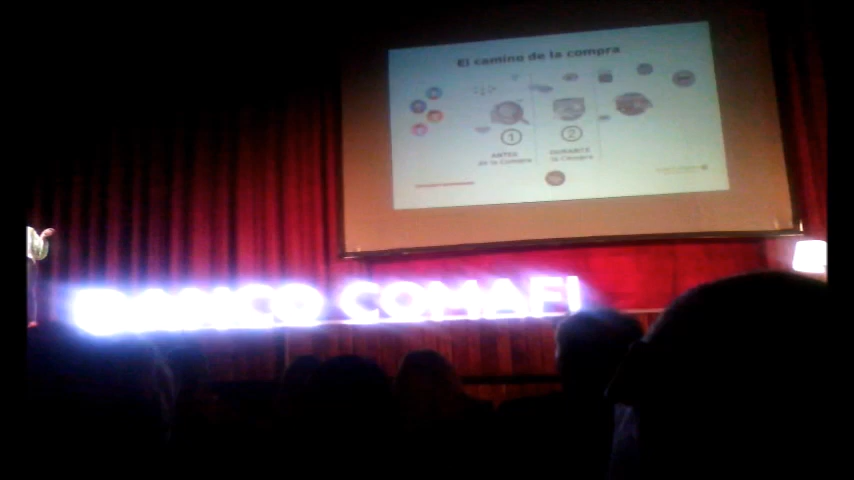 El camino de la compra
1
2
ANTES
de la Compra
DURANTE
la Compra
BANCO COMAFI